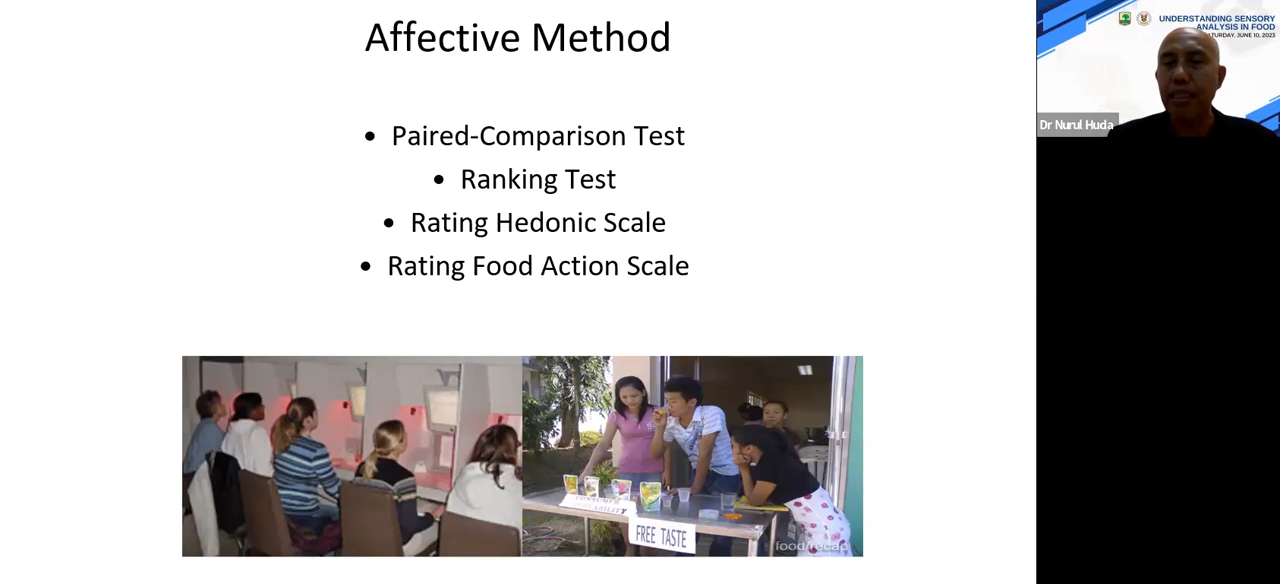 Affective Method
• Paired-Comparison Test
• Ranking Test
• Rating Hedonic Scale
• Rating Food Action Scale
FREE TASTE
food/recap
UNDERSTANDING SENSORY
ANALYSIS IN FOOD
SATURDAY, JUNE 10, 2023
Dr Nurul Huda